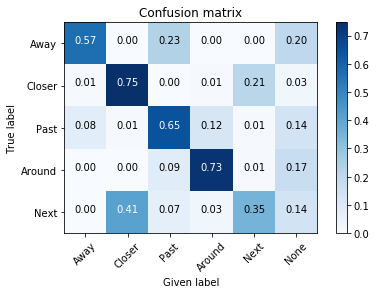 Confusion matrix
True label
Away 0.57 0.00 0.23 0.00 0.00 0.20
Closer 0.01 0.75 0.00 0.01 0.21 0.03
Past 0.08 0.01 0.65 0.12 0.01 0.14
Around 0.00 0.00 0.09 0.73 0.01 0.17
Next 0.00 0.41 0.07 0.03 0.35 0.14
Away Closer Past Around Next None
Given label
0.7
0.6
0.5
0.4
0.3
0.2
0.1
0.0